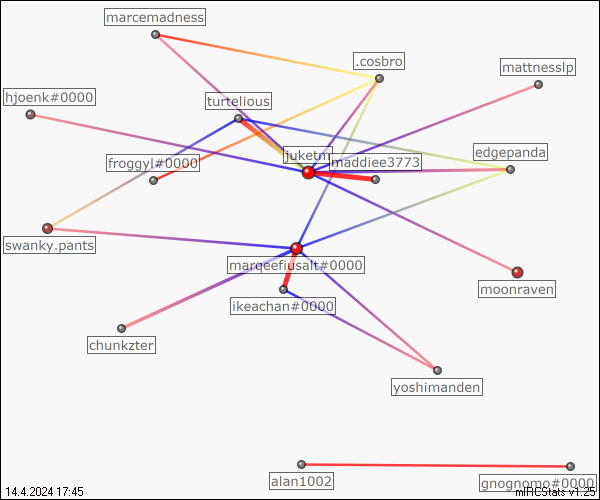 marcemadness
.cosbro
mattnesslp
hjoenk#0000
turtelious
edgepanda
juketm
maddiee3773
froggyl#0000
swanky.pants
marqeefiusalt#0000
moonraven
ikeachan#0000
chunkzter
yoshimanden
alan1002
gnognomo#0000
14.4.2024 17:45
mIRCStats v1.25